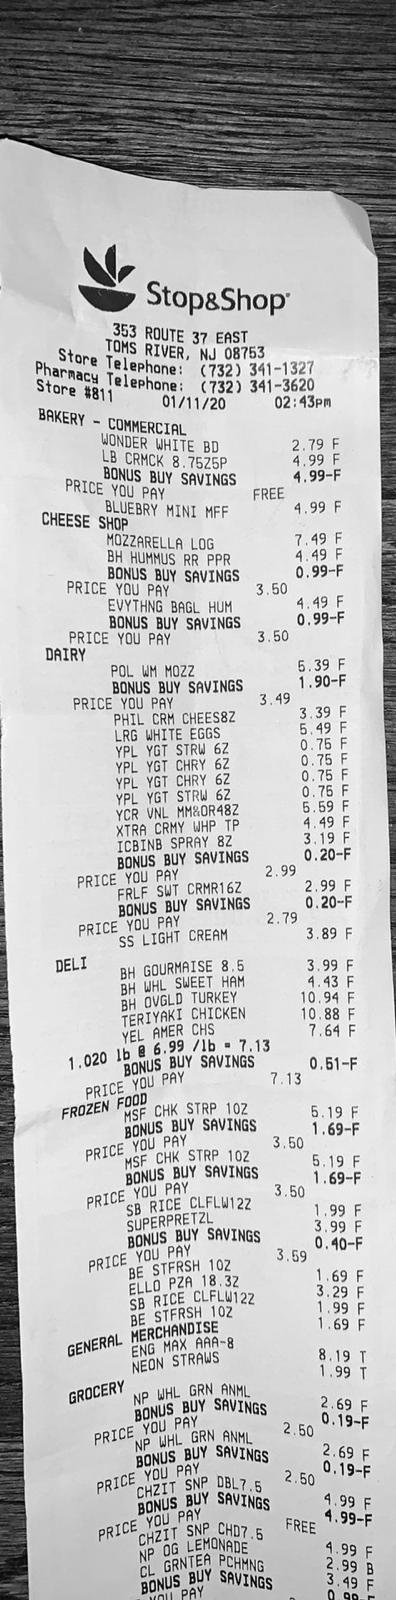 Stop&Shop
353 ROUTE 37 EAST
TOMS RIVER, NJ 08753
Store Telephone: (732) 341-1327
Pharmacy Telephone: (732) 341-3620
Store #811 01/11/20 02:43pm
BAKERY - COMMERCIAL
WONDER WHITE BD 2.79 F
LB CRMCK 8.75Z5P 4.99 F
BONUS BUY SAVINGS 4.99-F
PRICE YOU PAY FREE
BLUEBRY MINI MFF 4.99 F
CHEESE SHOP
MOZZARELLA LOG 7.49 F
BH HUMMUS RR PPR 4.49 F
BONUS BUY SAVINGS 0.99-F
PRICE YOU PAY 3.50
EVYTHNG BAGL HUM 4.49 F
BONUS BUY SAVINGS 0.99-F
PRICE YOU PAY 3.50
DAIRY
POL WM MOZZ 5.39 F
BONUS BUY SAVINGS 1.90-F
PRICE YOU PAY 3.49
PHIL CRM CHEES8Z 3.39 F
LRG WHITE EGGS 5.49 F
YPL YGT STRW 6Z 0.75 F
YPL YGT CHRY 6Z 0.75 F
YPL YGT CHRY 6Z 0.75 F
YPL YGT STRW 6Z 0.75 F
YCR VNL MM&OR48Z 5.59 F
XTRA CRMY WHP TP 4.49 F
ICBINB SPRAY 8Z 3.19 F
BONUS BUY SAVINGS 0.20-F
PRICE YOU PAY 2.99
FRLF SWT CRMR16Z 2.99 F
BONUS BUY SAVINGS 0.20-F
PRICE YOU PAY 2.79
SS LIGHT CREAM 3.89 F
DELI
BH GOURMAISE 8.5 3.99 F
BH WHL SWEET HAM 4.43 F
BH OVGLD TURKEY 10.94 F
TERIYAKI CHICKEN 10.88 F
YEL AMER CHS 7.64 F
1.020 lb @ 6.99 /lb = 7.13
BONUS BUY SAVINGS 0.51-F
PRICE YOU PAY 7.13
FROZEN FOOD
MSF CHK STRP 10Z 5.19 F
BONUS BUY SAVINGS 1.69-F
PRICE YOU PAY 3.50
MSF CHK STRP 10Z 5.19 F
BONUS BUY SAVINGS 1.69-F
PRICE YOU PAY 3.50
SB RICE CLFLW12Z 1.99 F
SUPERPRETZL 3.99 F
BONUS BUY SAVINGS 0.40-F
PRICE YOU PAY 3.59
BE STFRSH 10Z 1.69 F
ELLO PZA 18.3Z 3.29 F
SB RICE CLFLW12Z 1.99 F
BE STFRSH 10Z 1.69 F
GENERAL MERCHANDISE
ENG MAX AAA-8 8.19 T
NEON STRAWS 1.99 T
GROCERY
NP WHL GRN ANML 2.69 F
BONUS BUY SAVINGS 0.19-F
PRICE YOU PAY 2.50
NP WHL GRN ANML 2.69 F
BONUS BUY SAVINGS 0.19-F
PRICE YOU PAY 2.50
CHZIT SNP DBL7.5 4.99 F
BONUS BUY SAVINGS 4.99-F
PRICE YOU PAY FREE
CHZIT SNP CHD7.5 4.99 F
NP OG LEMONADE 2.99 B
CL GRNTEA PCHMNG 3.49 F
BONUS BUY SAVINGS 0.99-F
YOU PAY